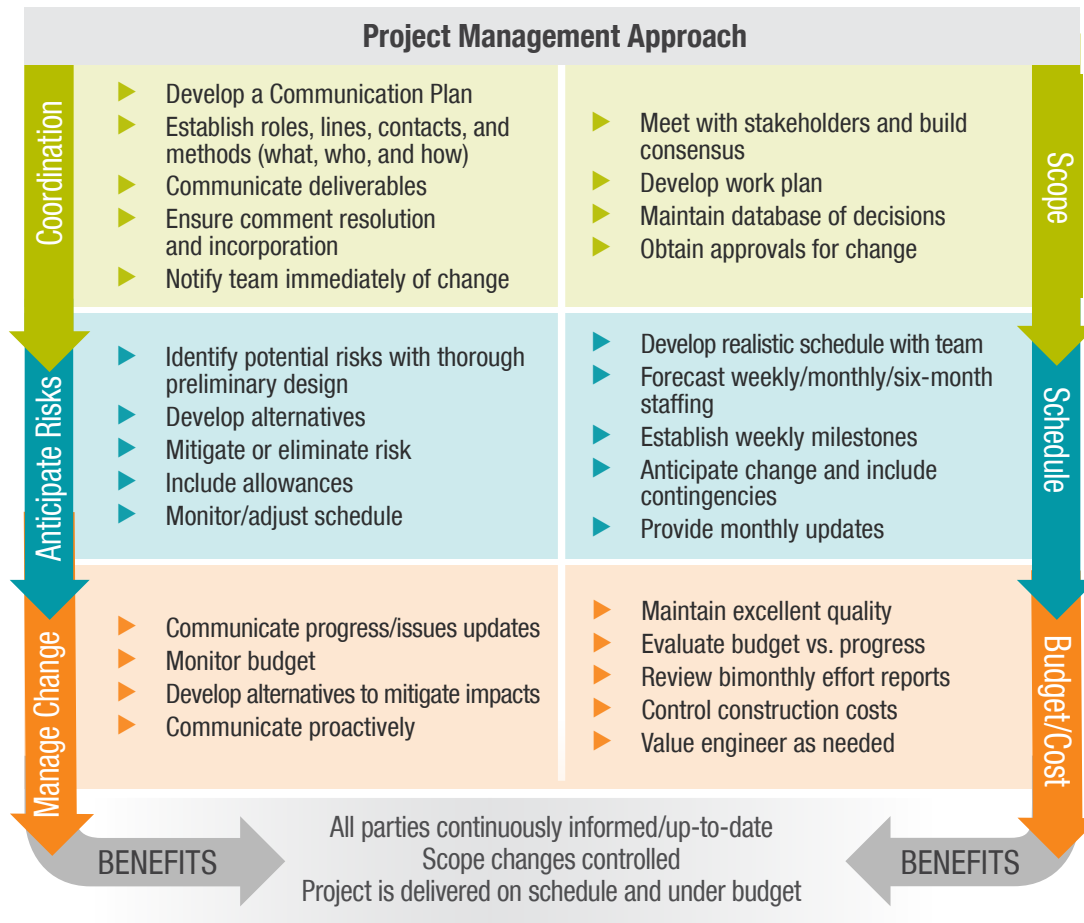 Project Management Approach
Coordination
Develop a Communication Plan
Establish roles, lines, contacts, and
methods (what, who, and how)
Communicate deliverables
Ensure comment resolution
and incorporation
Notify team immediately of change
Meet with stakeholders and build
consensus
Develop work plan
Maintain database of decisions
Obtain approvals for change
Scope
Anticipate Risks
Identify potential risks with thorough
preliminary design
Develop alternatives
Mitigate or eliminate risk
Include allowances
Monitor/adjust schedule
Develop realistic schedule with team
Forecast weekly/monthly/six-month
staffing
Establish weekly milestones
Anticipate change and include
contingencies
Provide monthly updates
Schedule
Manage Change
Communicate progress/issues updates
Monitor budget
Develop alternatives to mitigate impacts
Communicate proactively
Maintain excellent quality
Evaluate budget vs. progress
Review bimonthly effort reports
Control construction costs
Value engineer as needed
Budget/Cost
BENEFITS
All parties continuously informed/up-to-date
Scope changes controlled
Project is delivered on schedule and under budget
BENEFITS